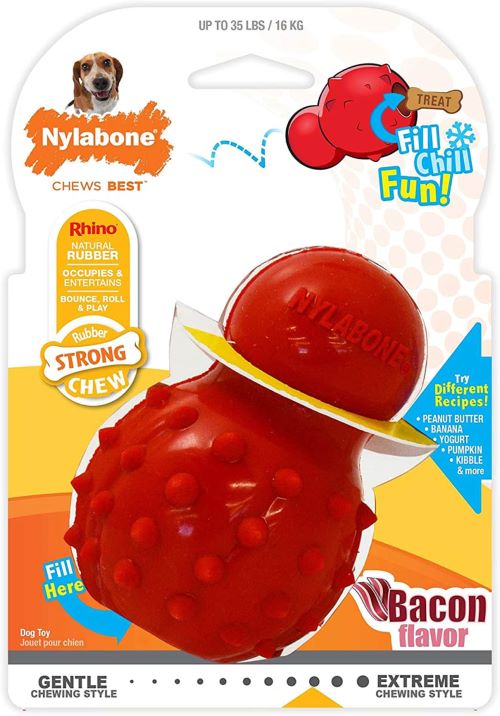 UP TO 35 LBS / 16 KG
TREAT
Nylabone®
CHEWS BEST™
Fill
Chill
Fun!
Rhino®
NATURAL
RUBBER
OCCUPIES &
ENTERTAINS
BOUNCE, ROLL
& PLAY
Rubber
STRONG
CHEW
NYLABONE®
Try
Different
Recipes!
• PEANUT BUTTER
• BANANA
• YOGURT
• PUMPKIN
• KIBBLE
& more
Fill
Here
Bacon
flavor
Dog Toy
Jouet pour chien
GENTLE
CHEWING STYLE
EXTREME
CHEWING STYLE